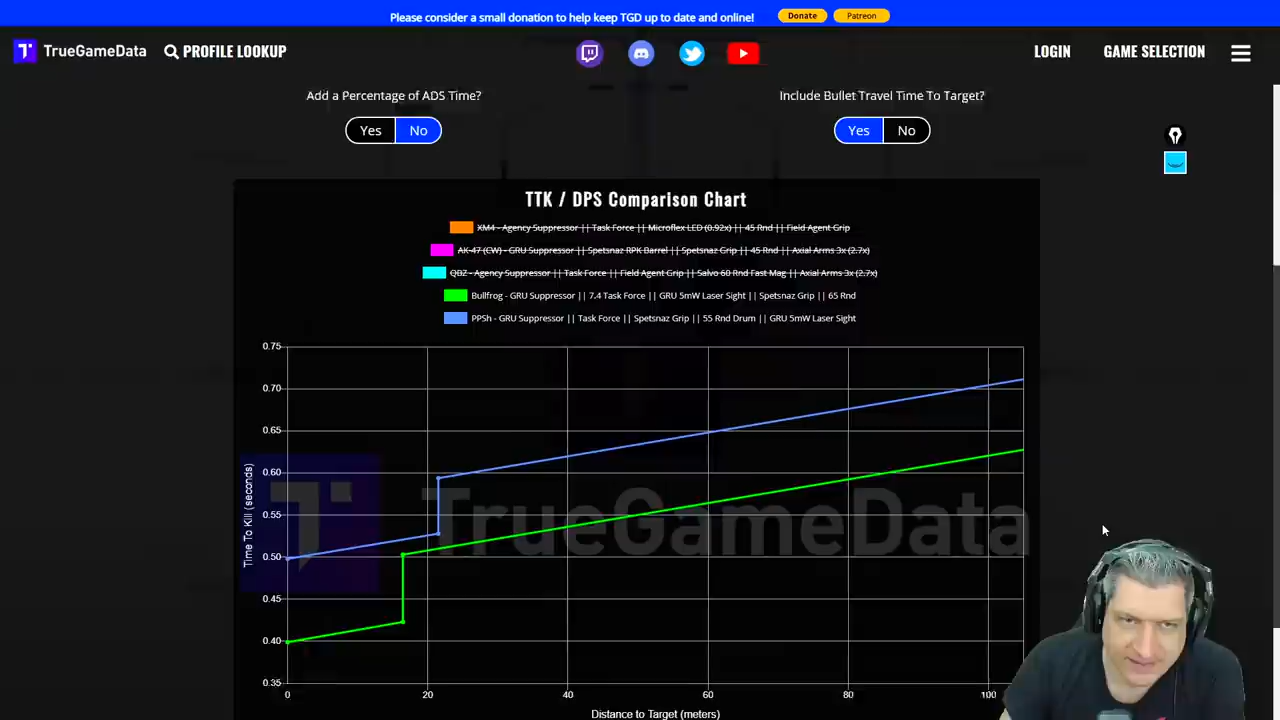 Please consider a small donation to help keep TGD up to date and online!
Donate
Patreon
TrueGameData
PROFILE LOOKUP
LOGIN
GAME SELECTION
Add a Percentage of ADS Time?
Include Bullet Travel Time To Target?
Yes
No
Yes
No
TTK / DPS Comparison Chart
XM4 - Agency Suppressor || Task Force || Microflex LED (0.92x) || 45 Rnd || Field Agent Grip
AK-47 (CW) - GRU Suppressor || Spetsnaz RPK Barrel || Spetsnaz Grip || 45 Rnd || Axial Arms 3x (2.7x)
QBZ - Agency Suppressor || Task Force || Field Agent Grip || Salvo 60 Rnd Fast Mag || Axial Arms 3x (2.7x)
Bullfrog - GRU Suppressor || 7.4 Task Force || GRU 5mW Laser Sight || Spetsnaz Grip || 65 Rnd
PPSh - GRU Suppressor || Task Force || Spetsnaz Grip || 55 Rnd Drum || GRU 5mW Laser Sight
0.75
0.70
0.65
0.60
0.55
0.50
0.45
0.40
0.35
Time To Kill (seconds)
TrueGameData
0
20
40
60
80
100
Distance to Target (meters)